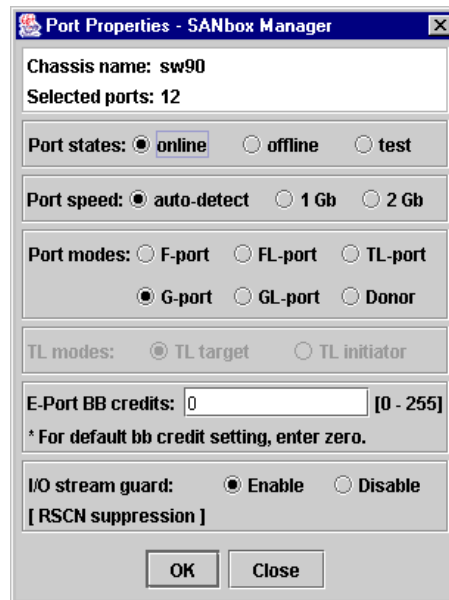 Port Properties - SANbox Manager
Chassis name: sw90
Selected ports: 12
Port states: online offline test
Port speed: auto-detect 1 Gb 2 Gb
Port modes: F-port FL-port TL-port
G-port GL-port Donor
TL modes: TL target TL initiator
E-Port BB credits: 0 [0 - 255]
* For default bb credit setting, enter zero.
I/O stream guard: Enable Disable
[ RSCN suppression ]
OK Close